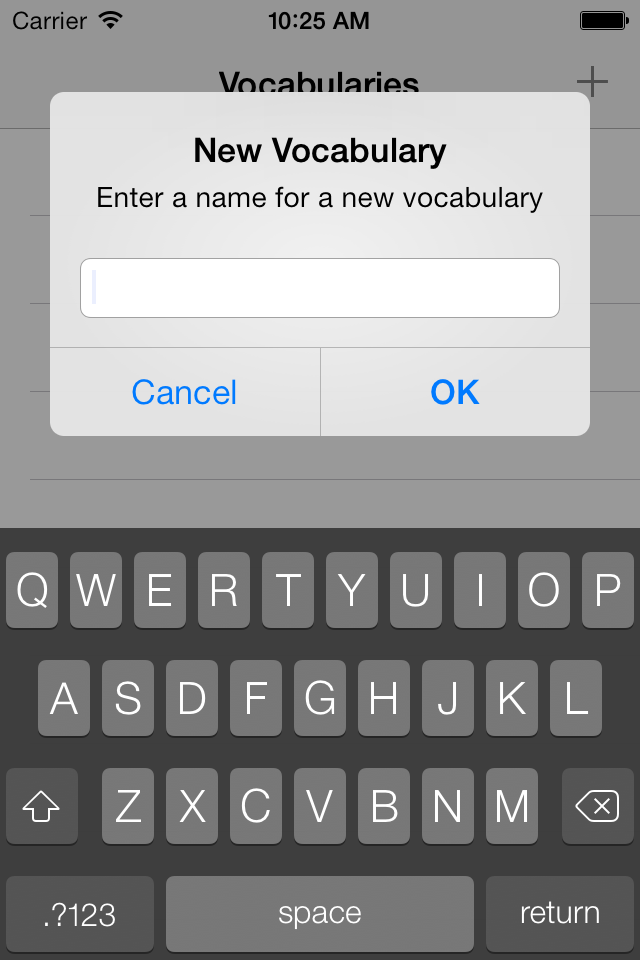 Carrier 10:25 AM
Vocabularies
New Vocabulary
Enter a name for a new vocabulary
Cancel OK
Q W E R T Y U I O P
A S D F G H J K L
Z X C V B N M
.?123 space return